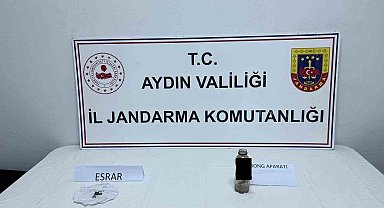 T.C.
AYDIN VALİLİĞİ
İL JANDARMA KOMUTANLIĞI
ESRAR
BONG APARATI